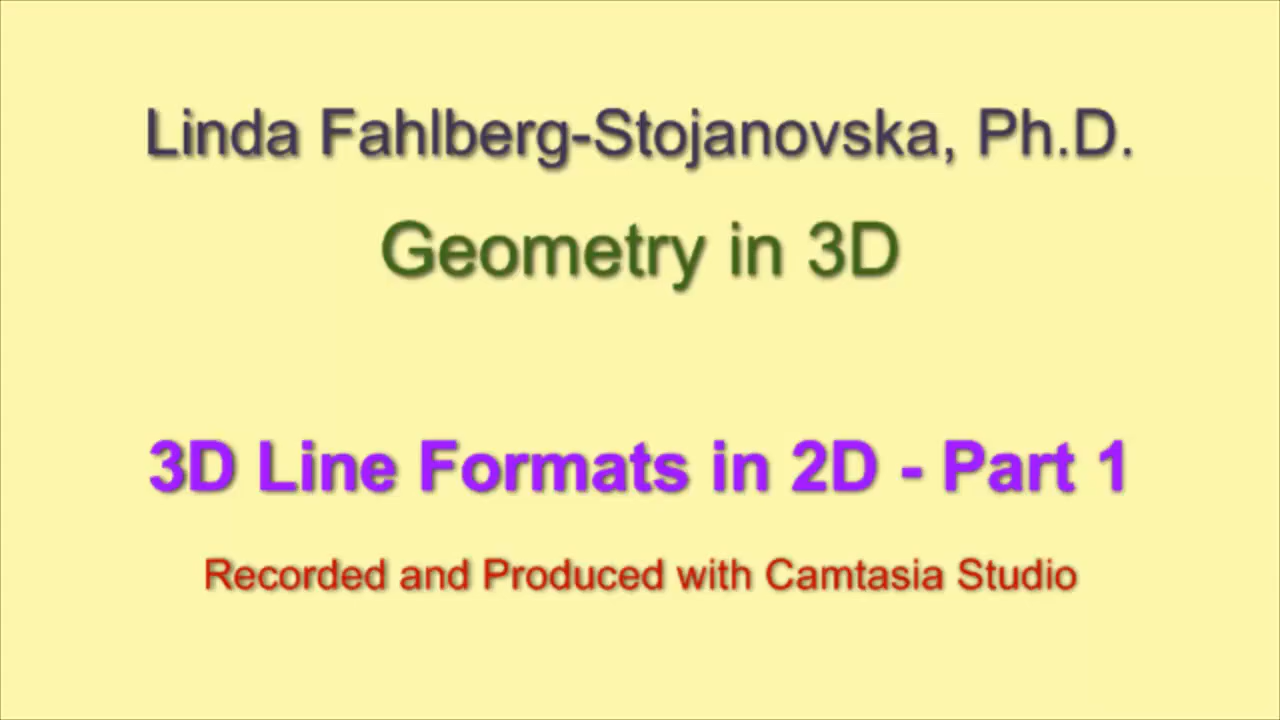 Linda Fahlberg-Stojanovska, Ph.D.
Geometry in 3D
3D Line Formats in 2D - Part 1
Recorded and Produced with Camtasia Studio